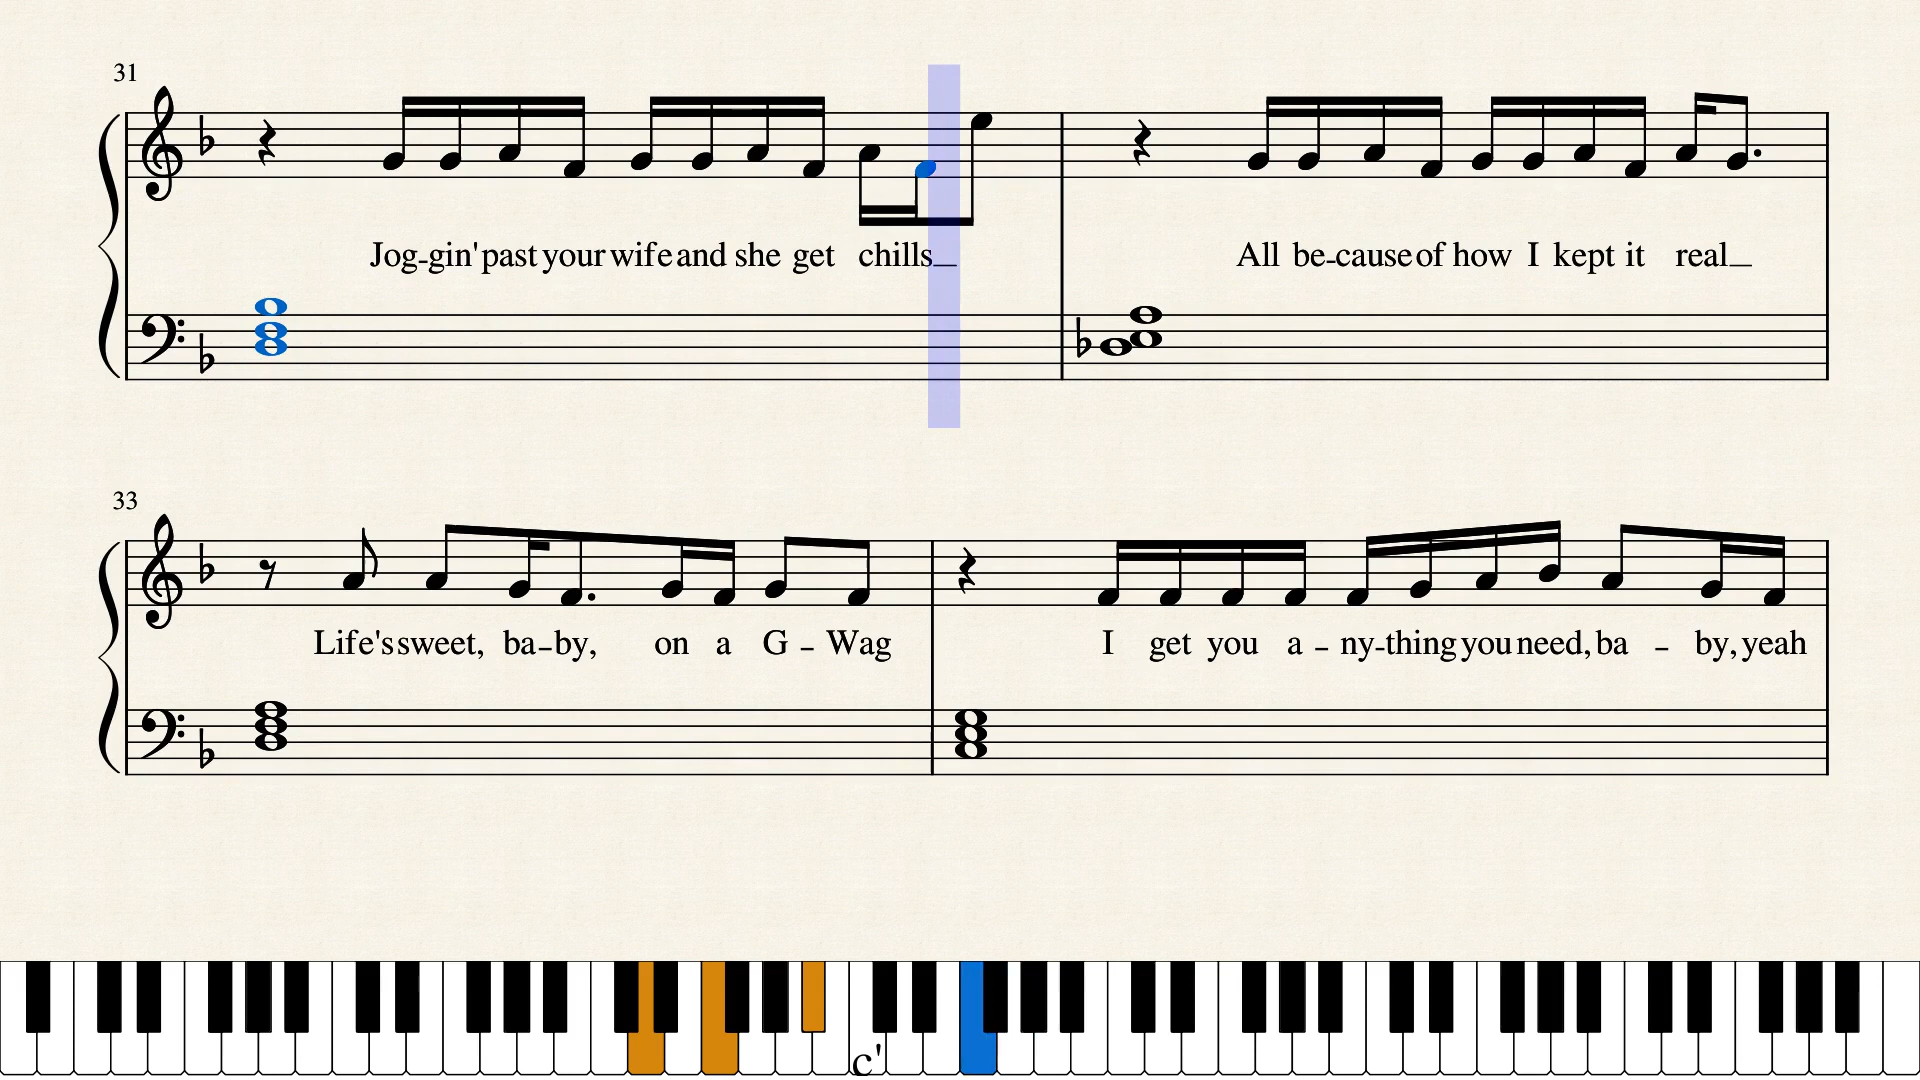 31
Jog-gin' past your wife and she get chills_ All be-cause of how I kept it real_
33
Life's sweet, ba-by, on a G - Wag I get you a - ny-thing you need, ba - by, yeah
c'